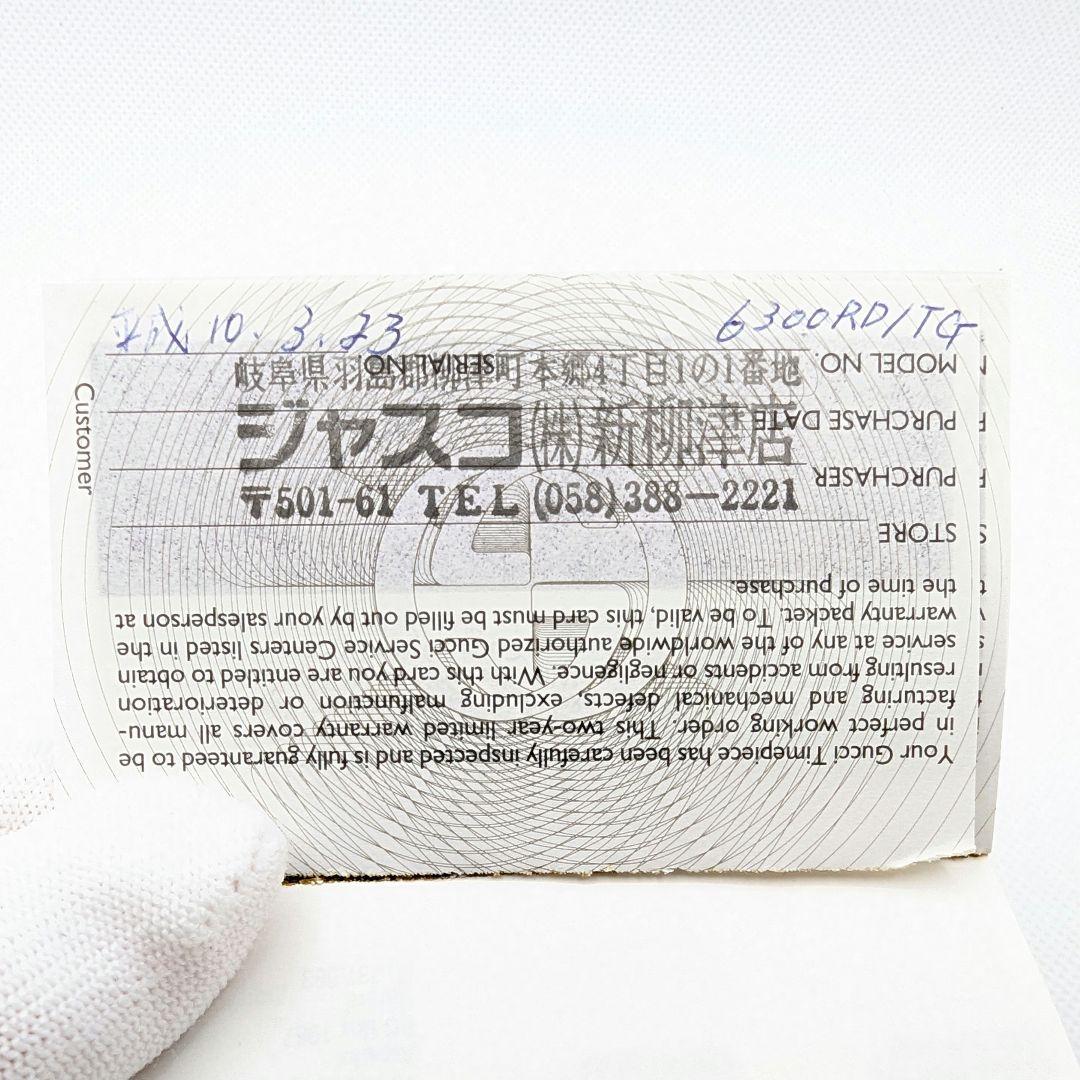 平成10.3.23 6300RD/TG
岐阜県羽島郡柳津町本郷4丁目1の1番地
ジャスコ(株)新柳津店
〒501-61 TEL (058)388-2221
Customer
Your Gucci Timepiece has been carefully inspected and is fully guaranteed to be
in perfect working order. This two-year limited warranty covers all manu-
facturing and mechanical defects, excluding malfunction or deterioration
resulting from accidents or negligence. With this card you are entitled to obtain
service at any of the worldwide authorized Gucci Service Centers listed in the
warranty packet. To be valid, this card must be filled out by your salesperson at
the time of purchase.
STORE
PURCHASER
PURCHASE DATE
MODEL NO. SERIAL NO.